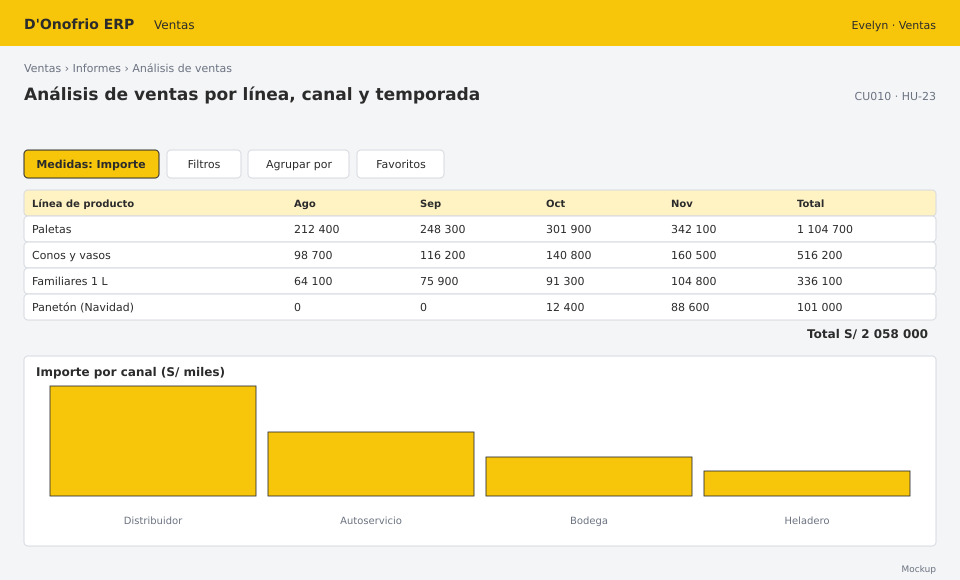 D'Onofrio ERP Ventas Evelyn · Ventas
Ventas › Informes › Análisis de ventas
Análisis de ventas por línea, canal y temporada CU010 · HU-23
Medidas: Importe Filtros Agrupar por Favoritos
Línea de producto Ago Sep Oct Nov Total
Paletas 212 400 248 300 301 900 342 100 1 104 700
Conos y vasos 98 700 116 200 140 800 160 500 516 200
Familiares 1 L 64 100 75 900 91 300 104 800 336 100
Panetón (Navidad) 0 0 12 400 88 600 101 000
Total S/ 2 058 000
Importe por canal (S/ miles)
Distribuidor Autoservicio Bodega Heladero
Mockup